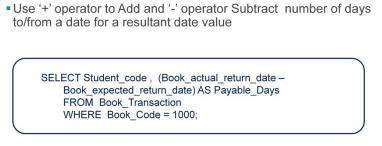 ▪ Use ‘+’ operator to Add and ‘-’ operator Subtract number of days
to/from a date for a resultant date value
SELECT Student_code , (Book_actual_return_date –
Book_expected_return_date) AS Payable_Days
FROM Book_Transaction
WHERE Book_Code = 1000;